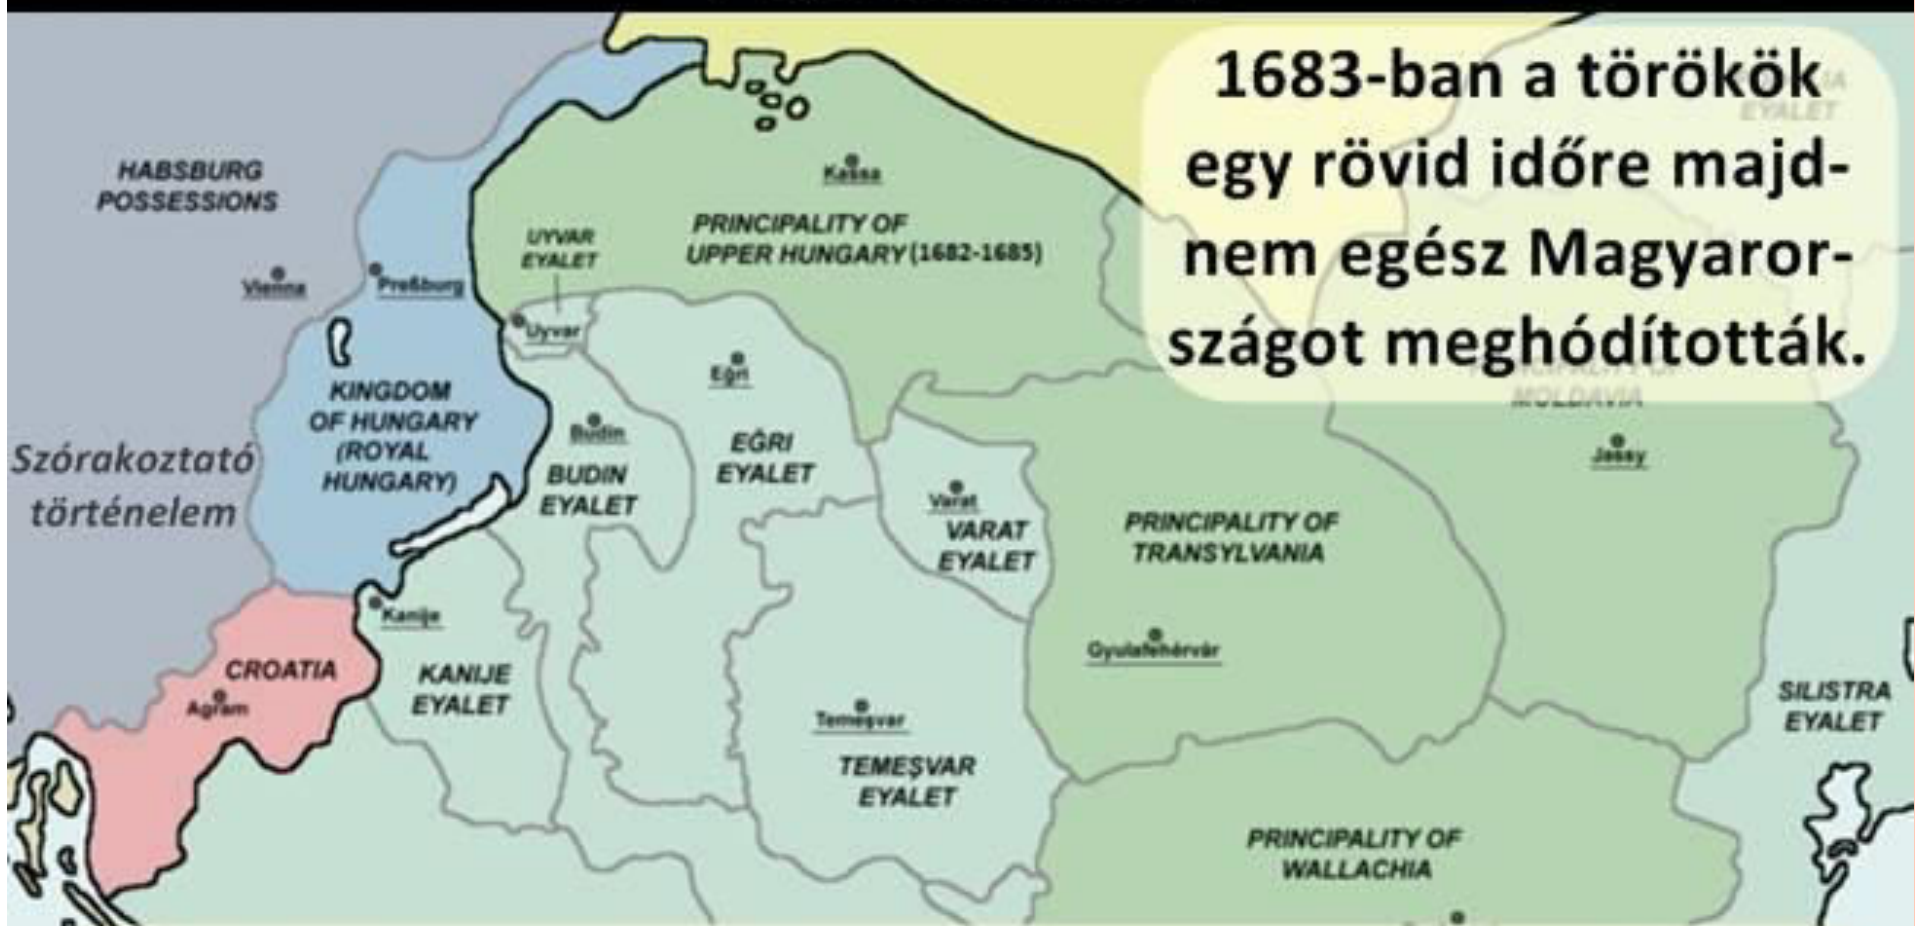 1683-ban a törökök
egy rövid időre majd-
nem egész Magyaror-
szágot meghódították.
EYALET
HABSBURG
POSSESSIONS
Kassa
PRINCIPALITY OF
UPPER HUNGARY (1682-1685)
UYVAR
EYALET
Vienna
Preßburg
Uyvar
Eğri
KINGDOM
OF HUNGARY
(ROYAL
HUNGARY)
Budin
EĞRI
EYALET
BUDIN
EYALET
MOLDAVIA
Jassy
Szórakoztató
történelem
Varat
VARAT
EYALET
PRINCIPALITY OF
TRANSYLVANIA
Kanije
Gyulafehérvár
CROATIA
Agram
KANIJE
EYALET
Temeşvar
TEMEŞVAR
EYALET
SILISTRA
EYALET
PRINCIPALITY OF
WALLACHIA